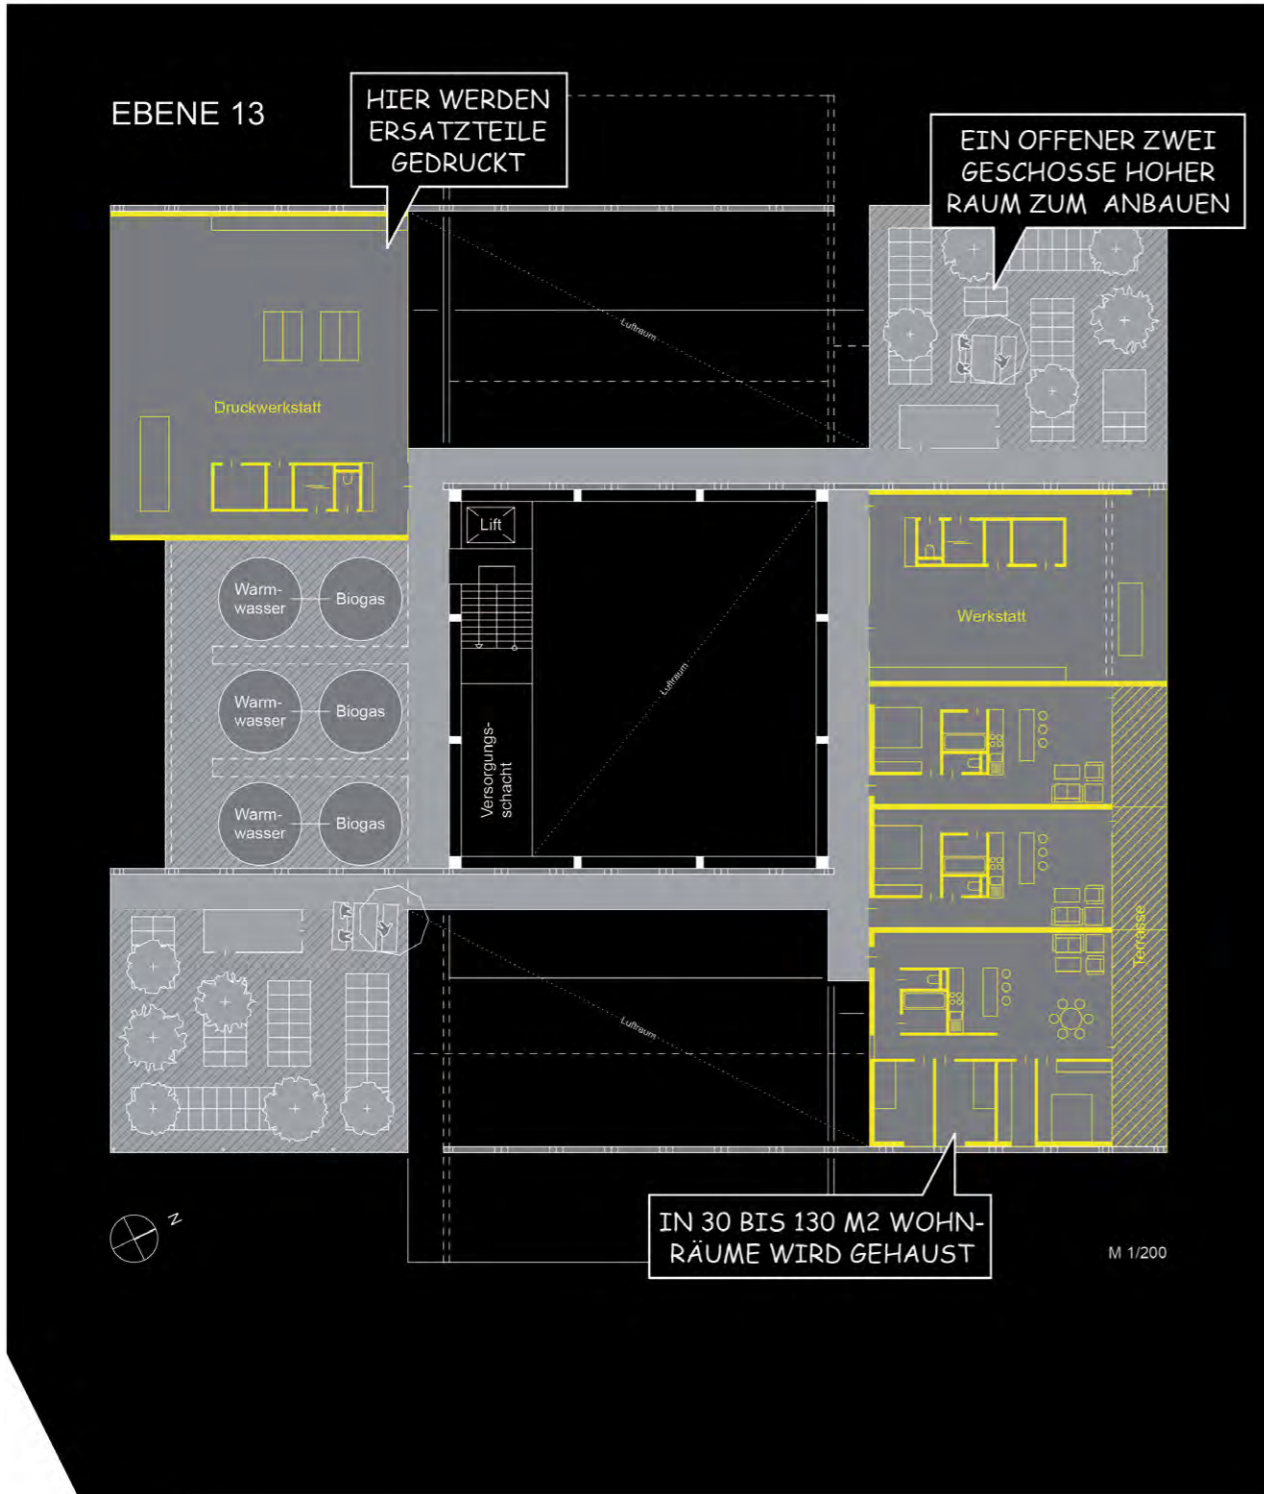 EBENE 13
HIER WERDEN
ERSATZTEILE
GEDRUCKT
EIN OFFENER ZWEI
GESCHOSSE HOHER
RAUM ZUM ANBAUEN
Luftraum
Druckwerkstatt
Lift
Warm-
wasser
Biogas
Werkstatt
Luftraum
Warm-
wasser
Biogas
Versorgungs-
schacht
Warm-
wasser
Biogas
Terrasse
Luftraum
N
IN 30 BIS 130 M2 WOHN-
RÄUME WIRD GEHAUST
M 1/200